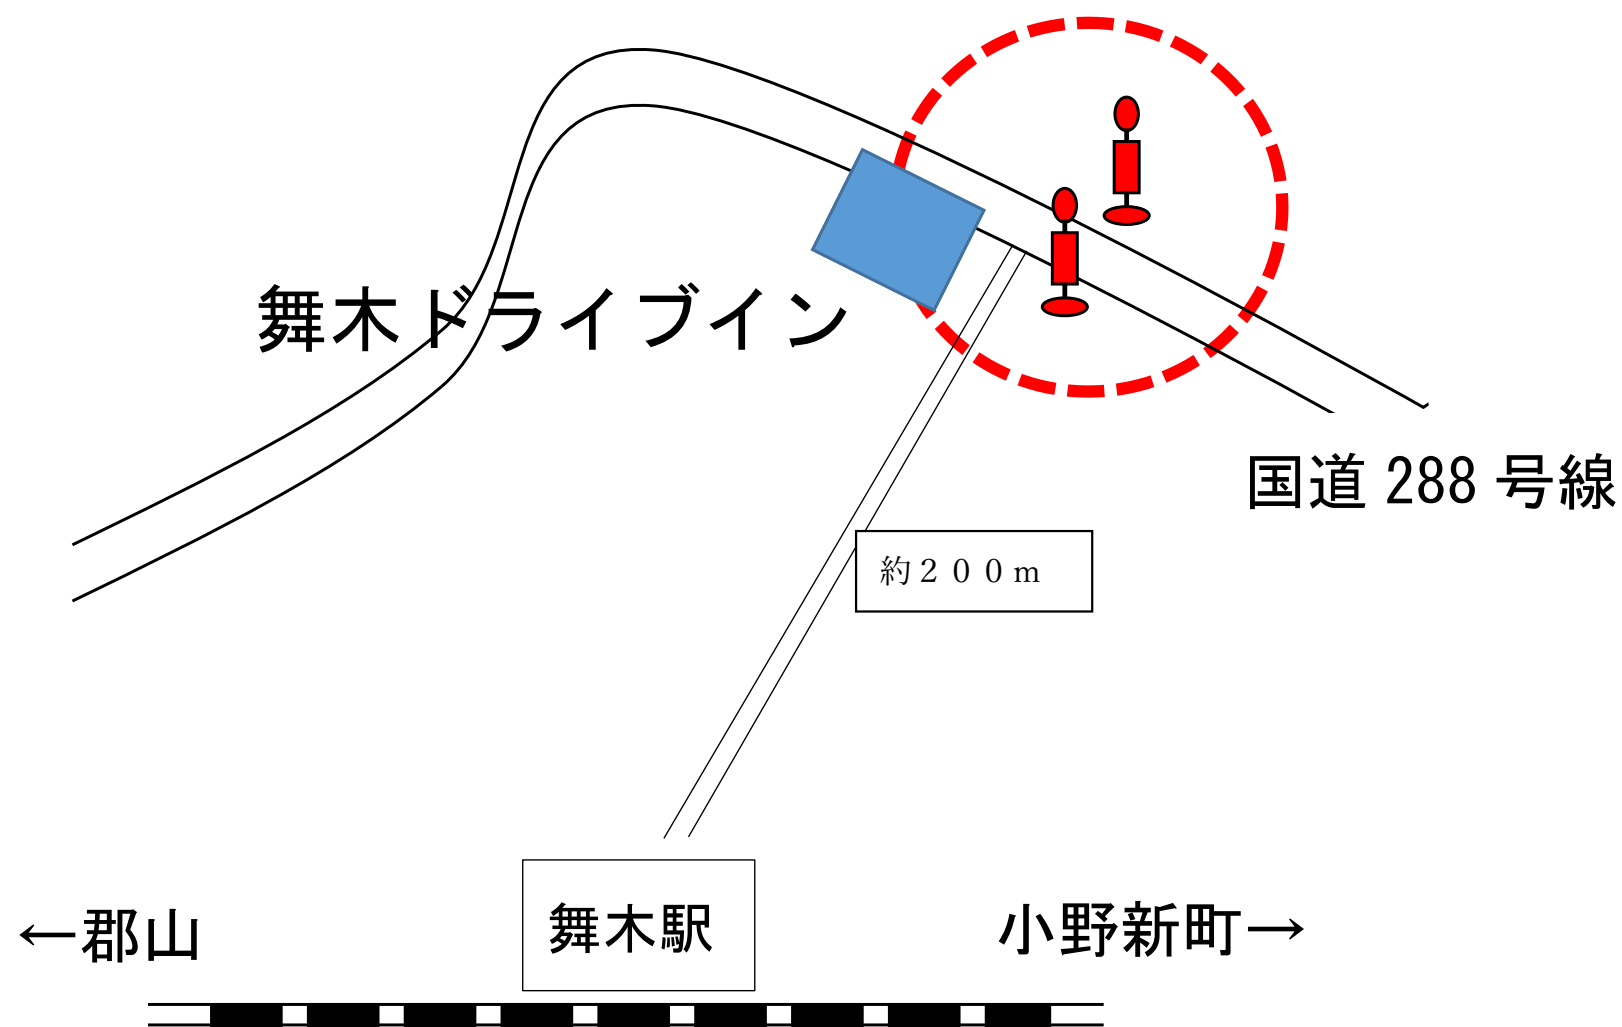 舞木ドライブイン
国道 288 号線
約２００ｍ
舞木駅
←郡山
小野新町→